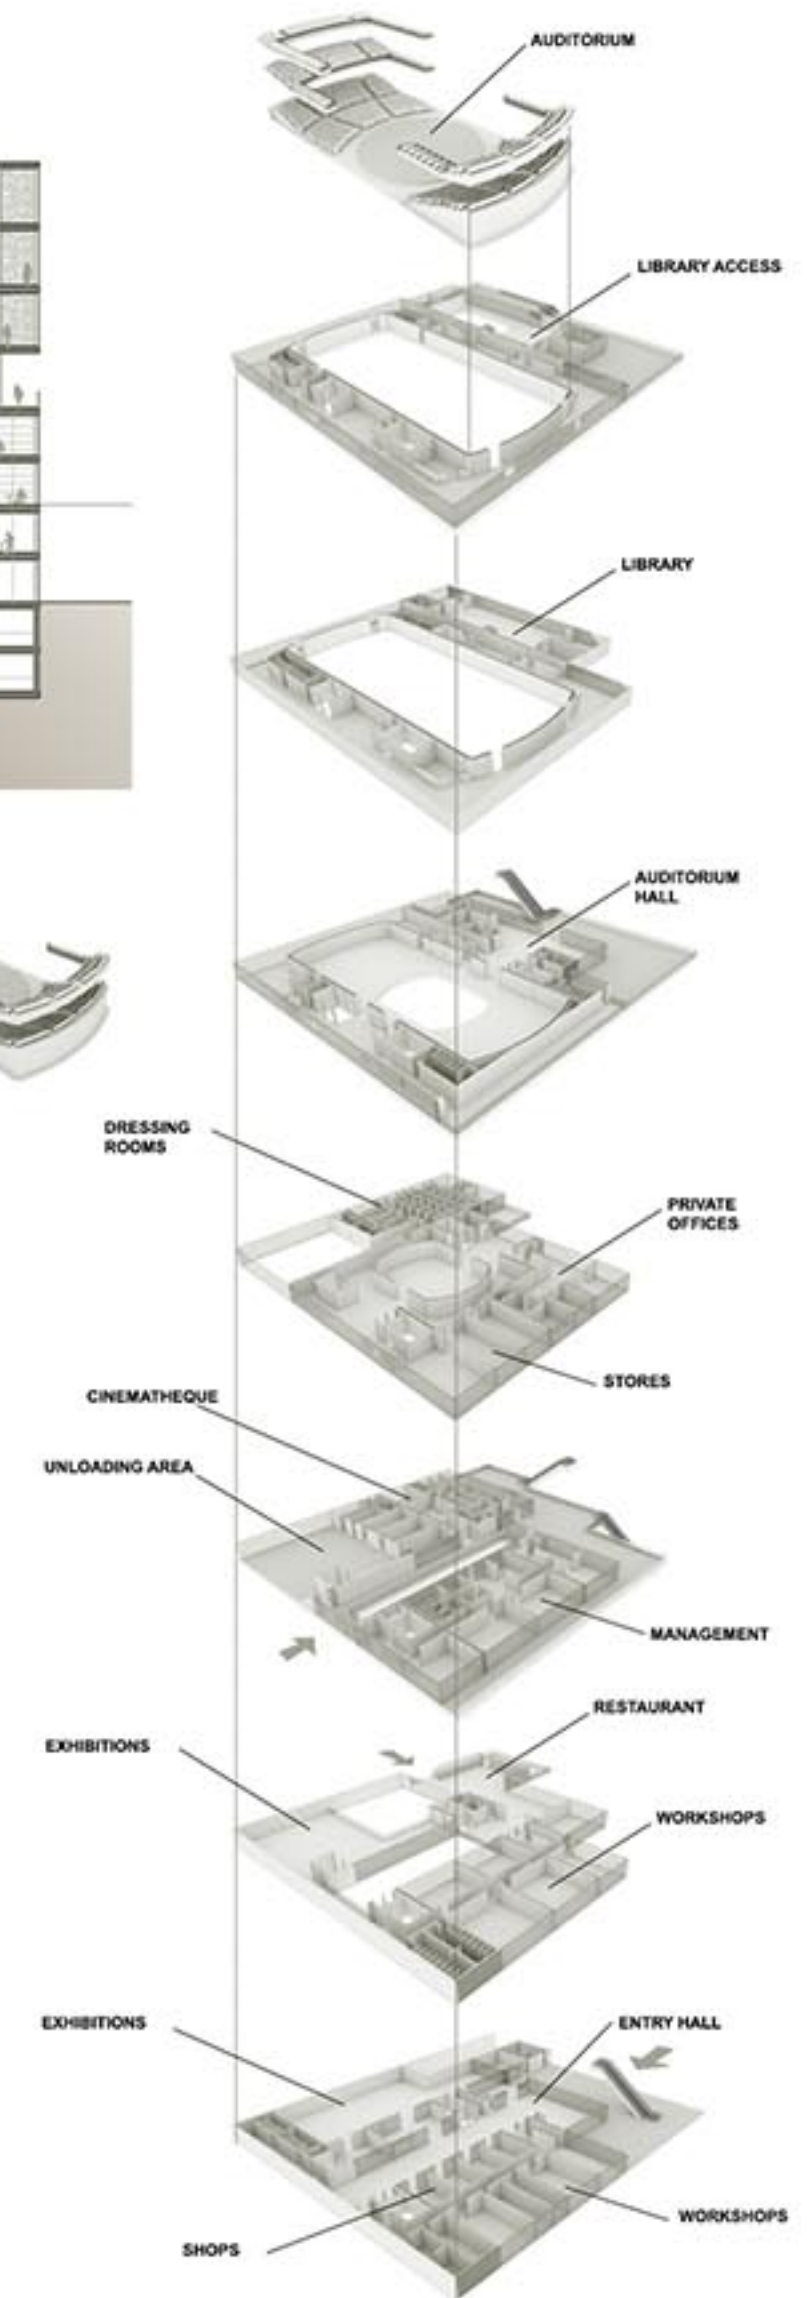 AUDITORIUM
LIBRARY ACCESS
LIBRARY
AUDITORIUM
HALL
DRESSING
ROOMS
PRIVATE
OFFICES
STORES
CINEMATHEQUE
UNLOADING AREA
MANAGEMENT
RESTAURANT
EXHIBITIONS
WORKSHOPS
EXHIBITIONS
ENTRY HALL
WORKSHOPS
SHOPS